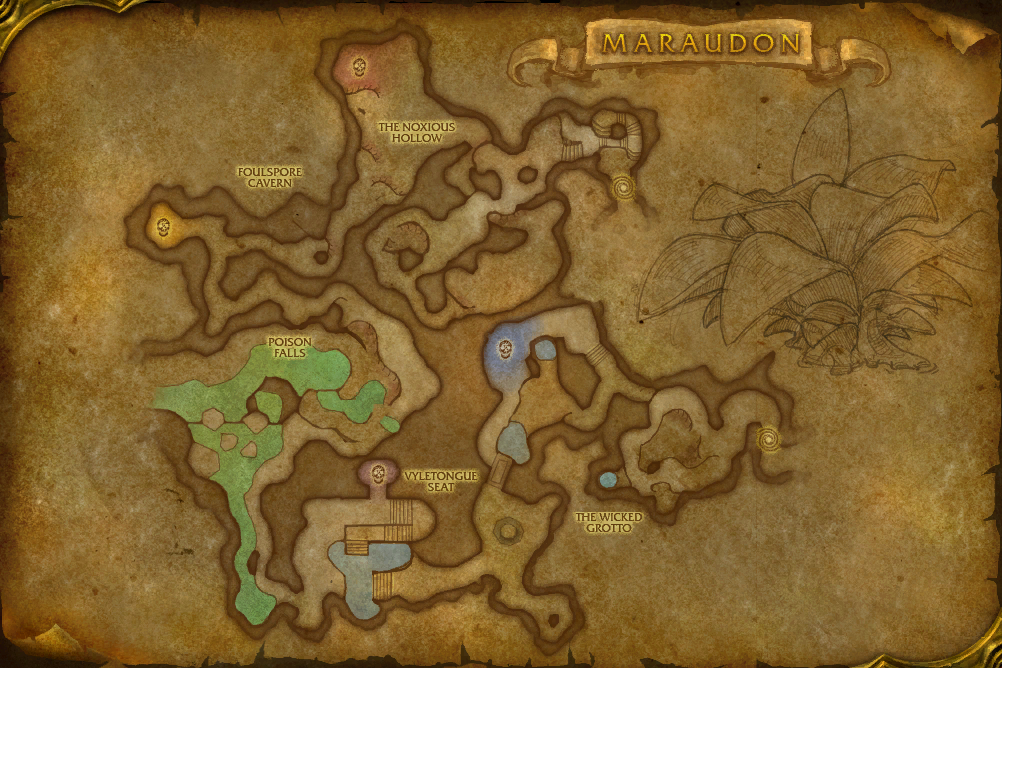 MARAUDON
THE NOXIOUS
HOLLOW
FOULSPORE
CAVERN
POISON
FALLS
VYLETONGUE
SEAT
THE WICKED
GROTTO